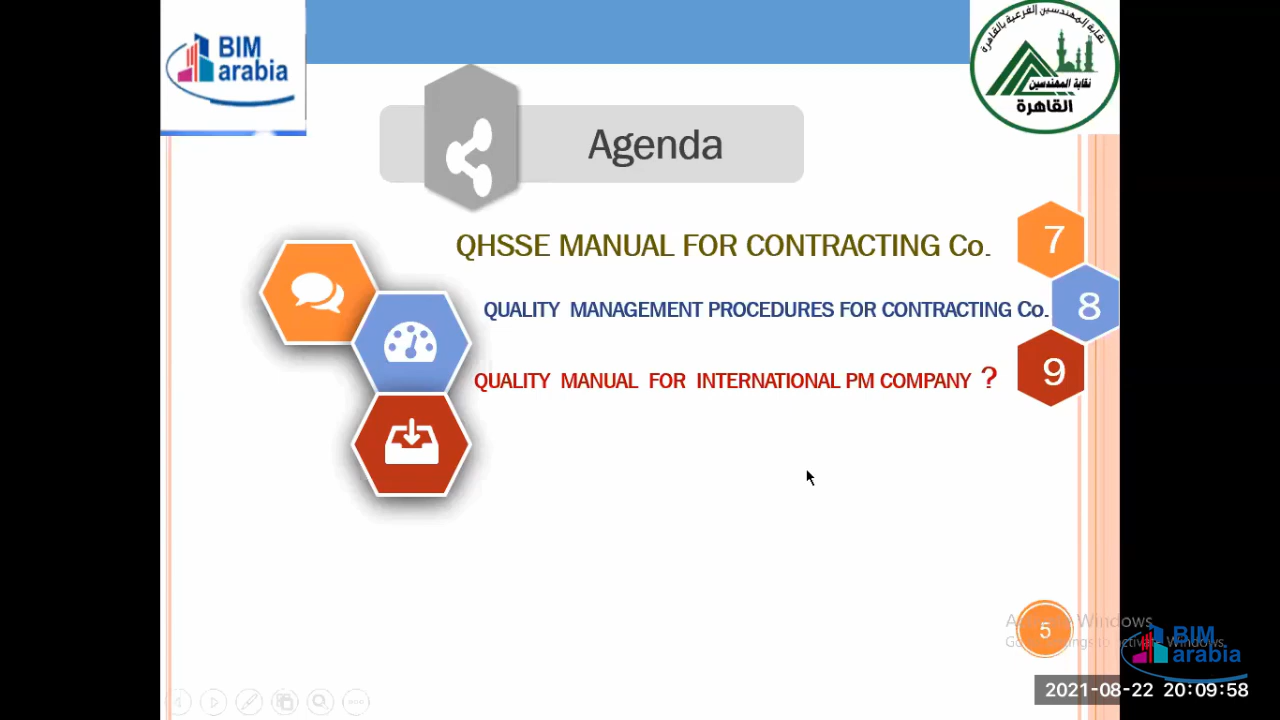 BIM
arabia
نقابة المهندسين الفرعية بالقاهرة
نقابة المهندسين
القاهرة
Agenda
QHSSE MANUAL FOR CONTRACTING Co.
7
QUALITY MANAGEMENT PROCEDURES FOR CONTRACTING Co.
8
QUALITY MANUAL FOR INTERNATIONAL PM COMPANY ?
9
5
Windows
BIM
arabia
Windows.
2021-08-22 20:09:58